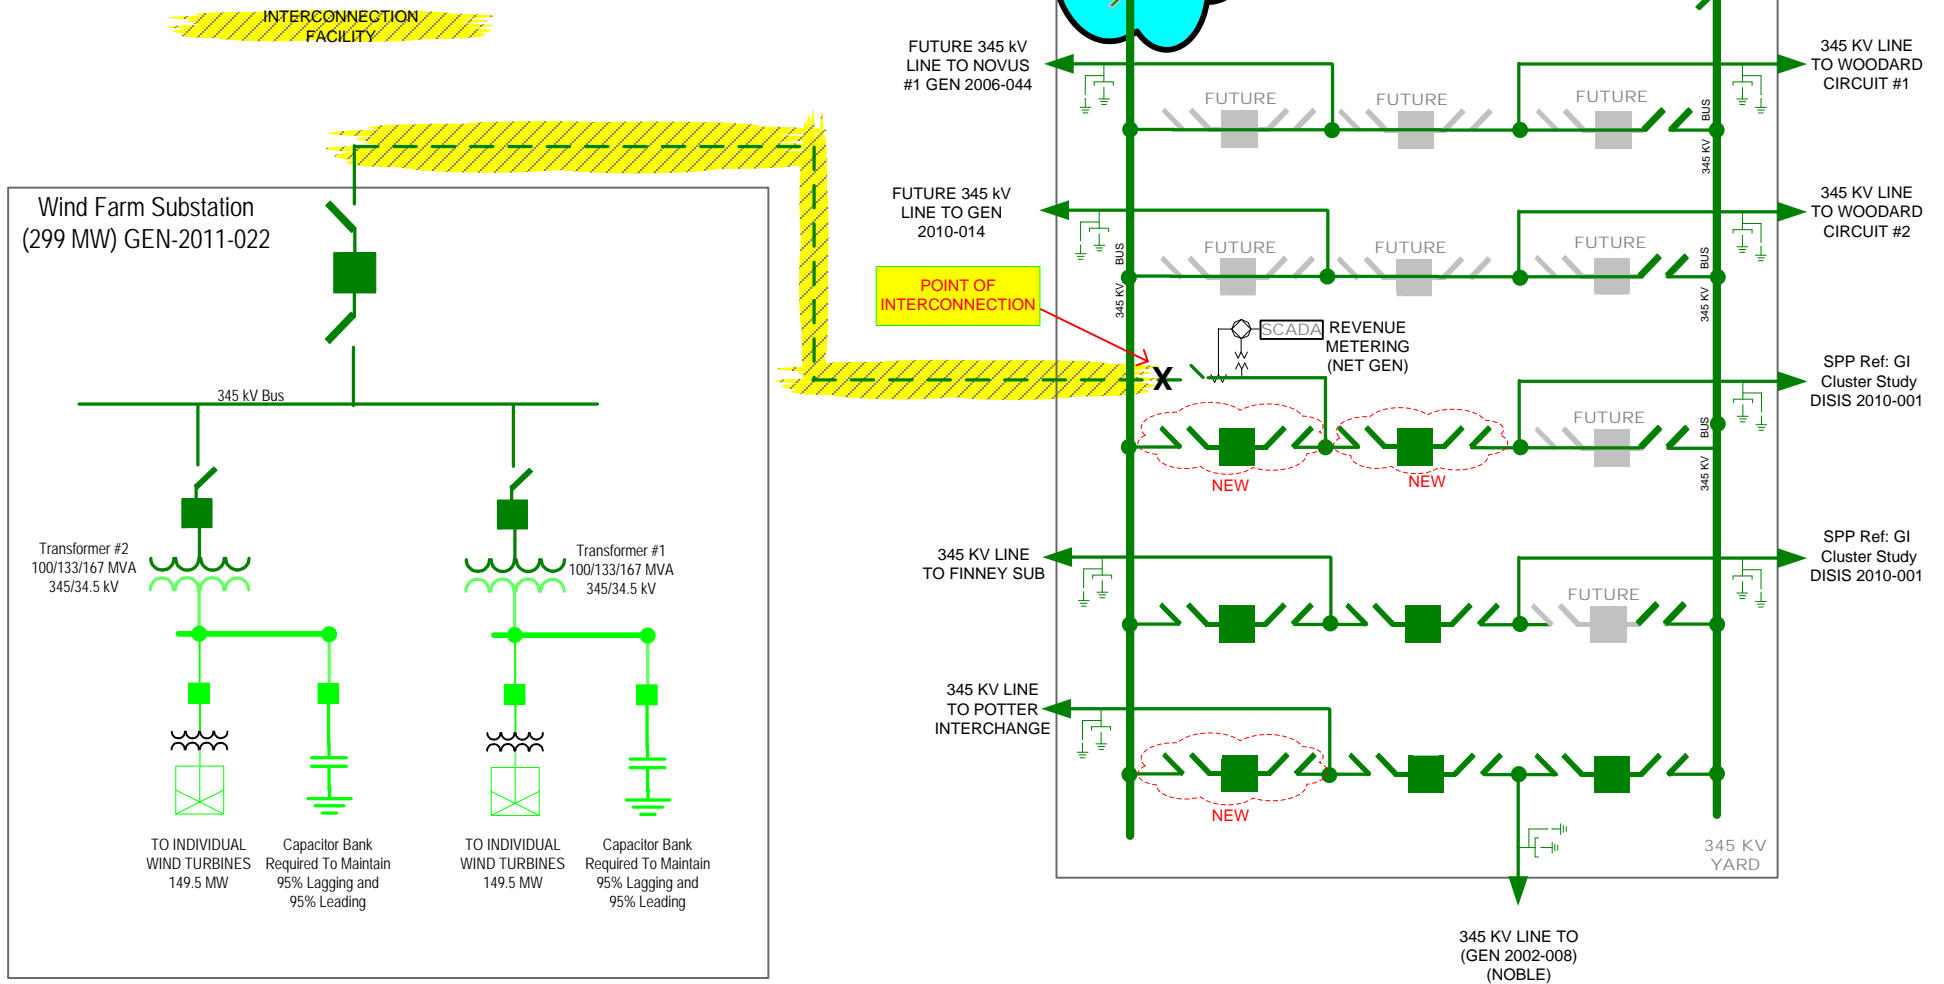 INTERCONNECTION
FACILITY
Wind Farm Substation
(299 MW) GEN-2011-022
345 kV Bus
Transformer #2
100/133/167 MVA
345/34.5 kV
Transformer #1
100/133/167 MVA
345/34.5 kV
TO INDIVIDUAL
WIND TURBINES
149.5 MW
Capacitor Bank
Required To Maintain
95% Lagging and
95% Leading
TO INDIVIDUAL
WIND TURBINES
149.5 MW
Capacitor Bank
Required To Maintain
95% Lagging and
95% Leading
FUTURE 345 kV
LINE TO NOVUS
#1 GEN 2006-044
FUTURE
FUTURE
FUTURE
345 KV BUS
345 KV LINE
TO WOODARD
CIRCUIT #1
FUTURE 345 kV
LINE TO GEN
2010-014
345 KV BUS
FUTURE
FUTURE
FUTURE
345 KV BUS
345 KV LINE
TO WOODARD
CIRCUIT #2
POINT OF
INTERCONNECTION
X
SCADA
REVENUE
METERING
(NET GEN)
NEW
NEW
FUTURE
345 KV BUS
SPP Ref: GI
Cluster Study
DISIS 2010-001
345 KV LINE
TO FINNEY SUB
FUTURE
SPP Ref: GI
Cluster Study
DISIS 2010-001
345 KV LINE
TO POTTER
INTERCHANGE
NEW
345 KV
YARD
345 KV LINE TO
(GEN 2002-008)
(NOBLE)